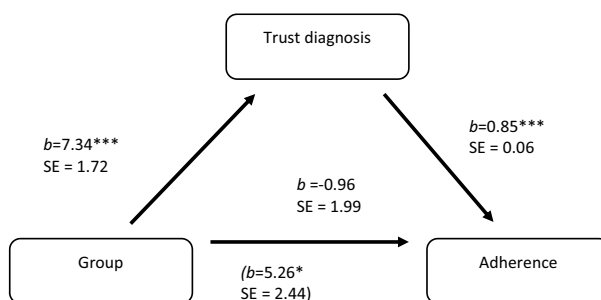 Trust diagnosis
b=7.34***
SE = 1.72
b=0.85***
SE = 0.06
b =-0.96
SE = 1.99
Group
Adherence
(b=5.26*
SE = 2.44)